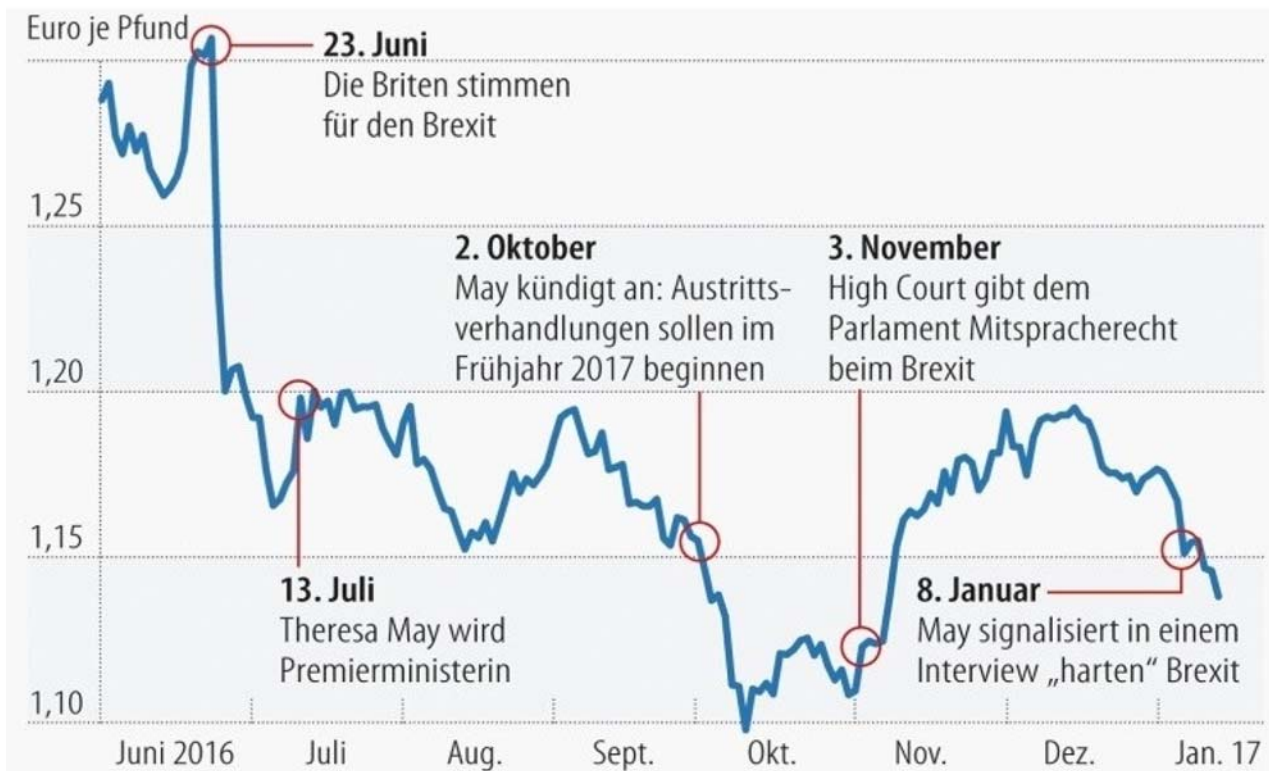 Euro je Pfund
23. Juni
Die Briten stimmen
für den Brexit
1,25
2. Oktober
May kündigt an: Austritts-
verhandlungen sollen im
Frühjahr 2017 beginnen
3. November
High Court gibt dem
Parlament Mitspracherecht
beim Brexit
1,20
1,15
13. Juli
Theresa May wird
Premierministerin
8. Januar
May signalisiert in einem
Interview „harten“ Brexit
1,10
Juni 2016 Juli Aug. Sept. Okt. Nov. Dez. Jan. 17